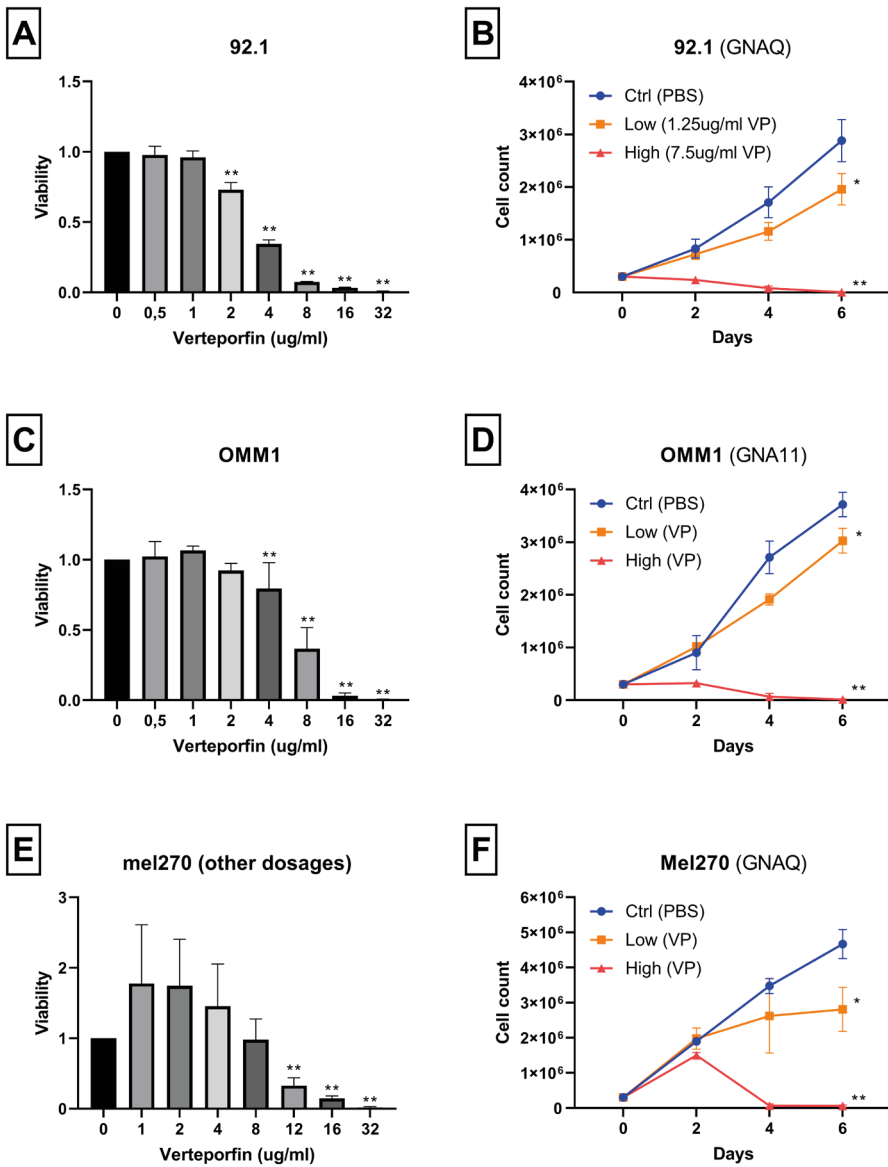 A
92.1
Viability
1.5
1.0
0.5
0.0
** ** ** ** **
0 0,5 1 2 4 8 16 32
Verteporfin (ug/ml)
B
92.1 (GNAQ)
Cell count
4×10⁶
3×10⁶
2×10⁶
1×10⁶
0
Ctrl (PBS)
Low (1.25ug/ml VP)
High (7.5ug/ml VP)
*
**
0 2 4 6
Days
C
OMM1
Viability
1.5
1.0
0.5
0.0
** ** ** **
0 0,5 1 2 4 8 16 32
Verteporfin (ug/ml)
D
OMM1 (GNA11)
Cell count
4×10⁶
3×10⁶
2×10⁶
1×10⁶
0
Ctrl (PBS)
Low (VP)
High (VP)
*
**
0 2 4 6
Days
E
mel270 (other dosages)
Viability
3
2
1
0
** ** **
0 1 2 4 8 12 16 32
Verteporfin (ug/ml)
F
Mel270 (GNAQ)
Cell count
6×10⁶
5×10⁶
4×10⁶
3×10⁶
2×10⁶
1×10⁶
0
Ctrl (PBS)
Low (VP)
High (VP)
*
**
0 2 4 6
Days